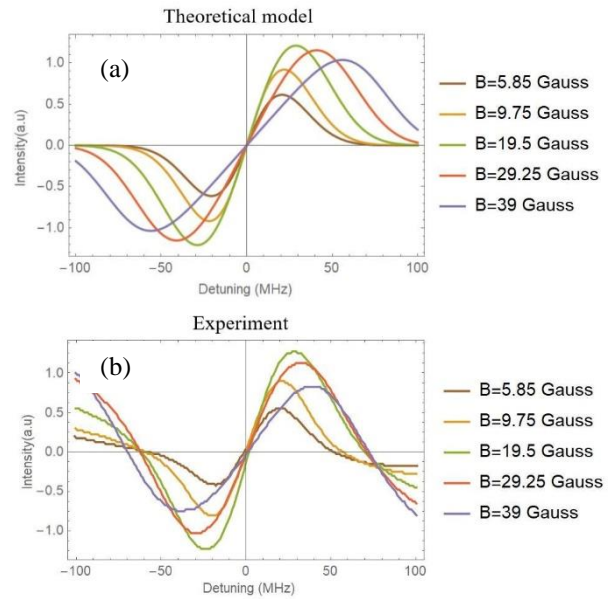 Theoretical model
(a)
1.0
0.5
0.0
-0.5
-1.0
Intensity(a.u)
-100
-50
0
50
100
Detuning (MHz)
B=5.85 Gauss
B=9.75 Gauss
B=19.5 Gauss
B=29.25 Gauss
B=39 Gauss
Experiment
(b)
1.0
0.5
0.0
-0.5
-1.0
Intensity(a.u)
-100
-50
0
50
100
Detuning (MHz)
B=5.85 Gauss
B=9.75 Gauss
B=19.5 Gauss
B=29.25 Gauss
B=39 Gauss